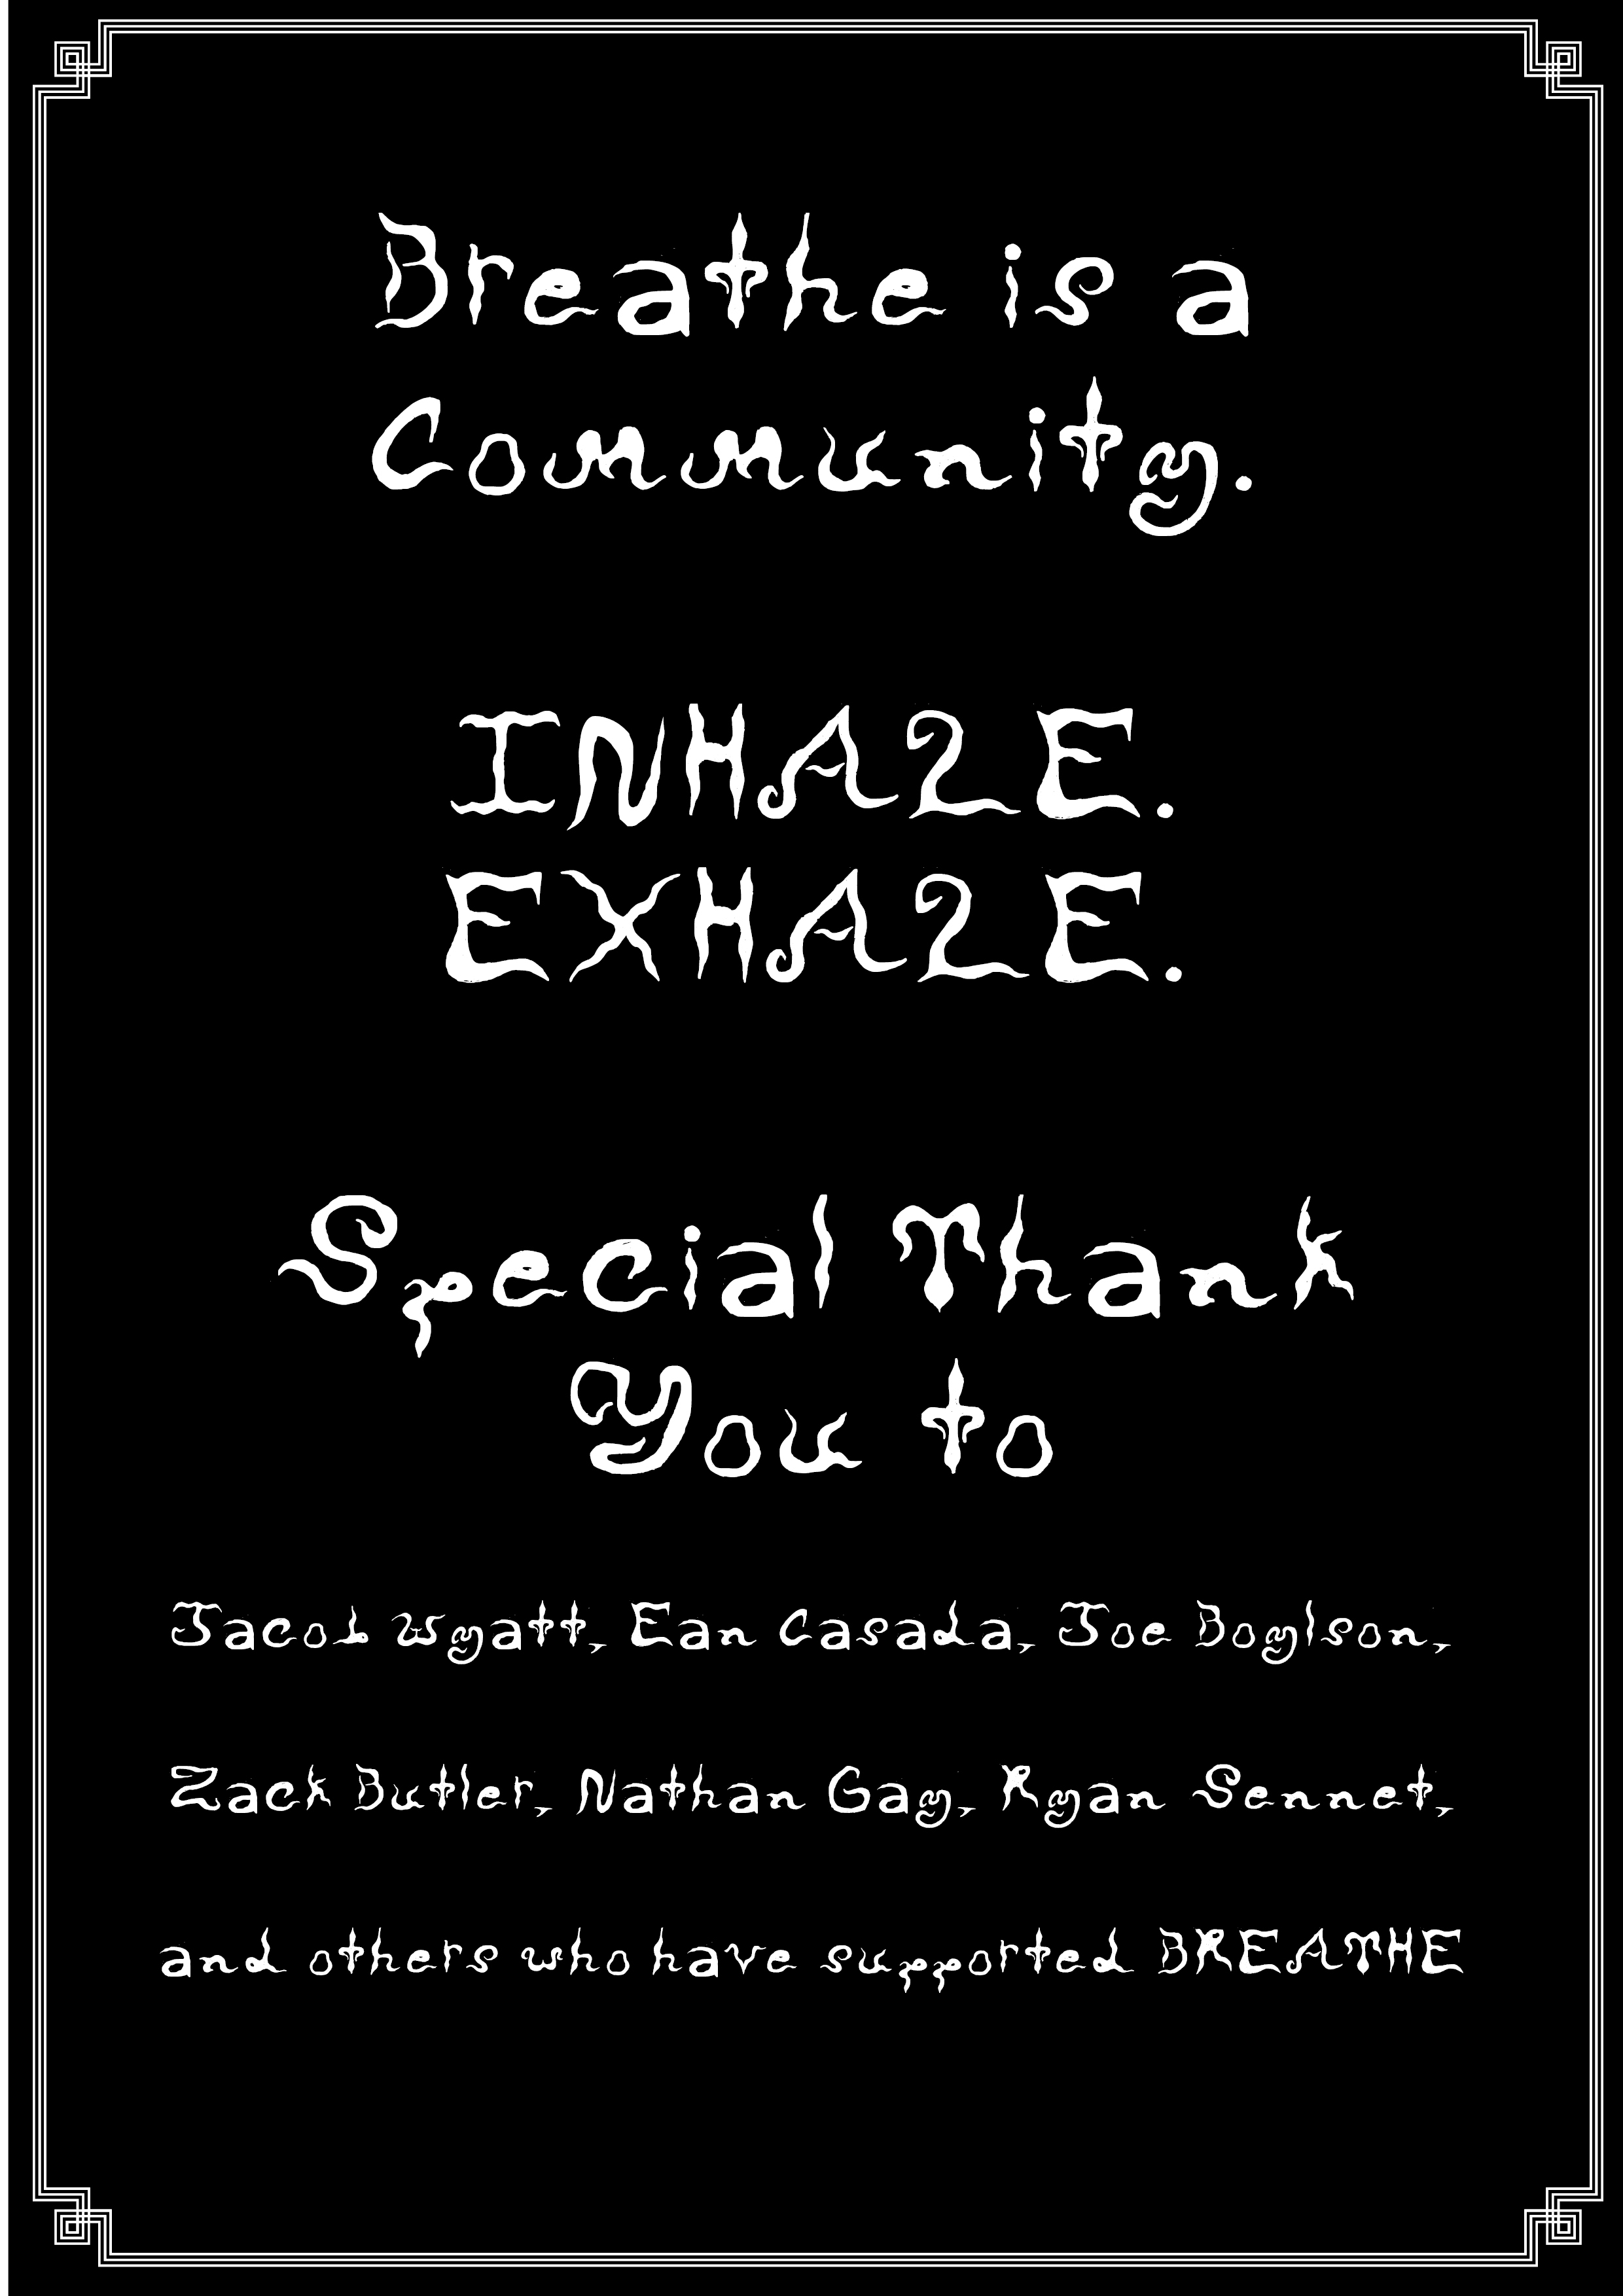 Breathe is a
Community.
INHALE.
EXHALE.
Special Thank
You to
Jacob Wyatt, Ean Casada, Joe Boylson,
Zack Butler, Nathan Gay, Ryan Sennet,
and others who have supported BREATHE